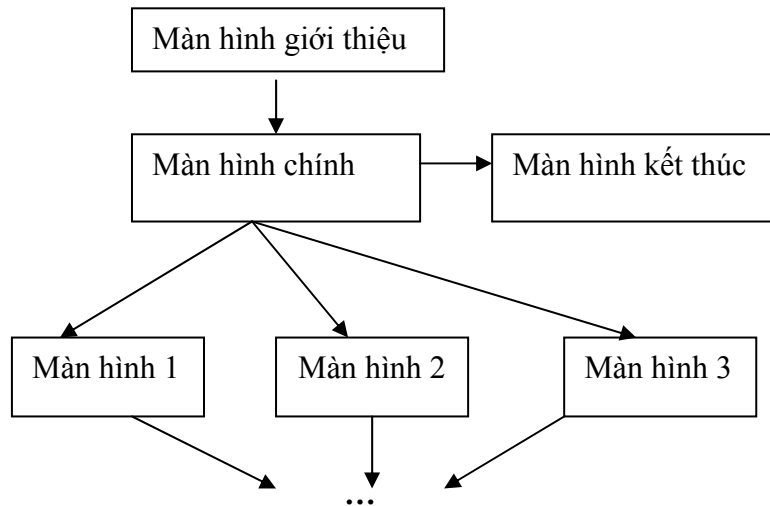 Màn hình giới thiệu
Màn hình chính
Màn hình kết thúc
Màn hình 1
Màn hình 2
Màn hình 3
...